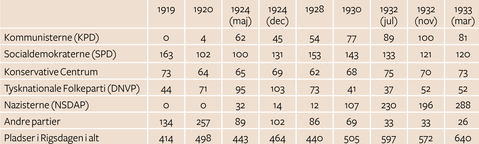 1919 1920 1924 (maj) 1924 (dec) 1928 1930 1932 (jul) 1932 (nov) 1933 (mar)
Kommunisterne (KPD) 0 4 62 45 54 77 89 100 81
Socialdemokraterne (SPD) 163 102 100 131 153 143 133 121 120
Konservative Centrum 73 64 65 69 62 68 75 70 73
Tysknationale Folkeparti (DNVP) 44 71 95 103 73 41 37 52 52
Nazisterne (NSDAP) 0 0 32 14 12 107 230 196 288
Andre partier 134 257 89 102 86 69 33 33 26
Pladser i Rigsdagen i alt 414 498 443 464 440 505 597 572 640